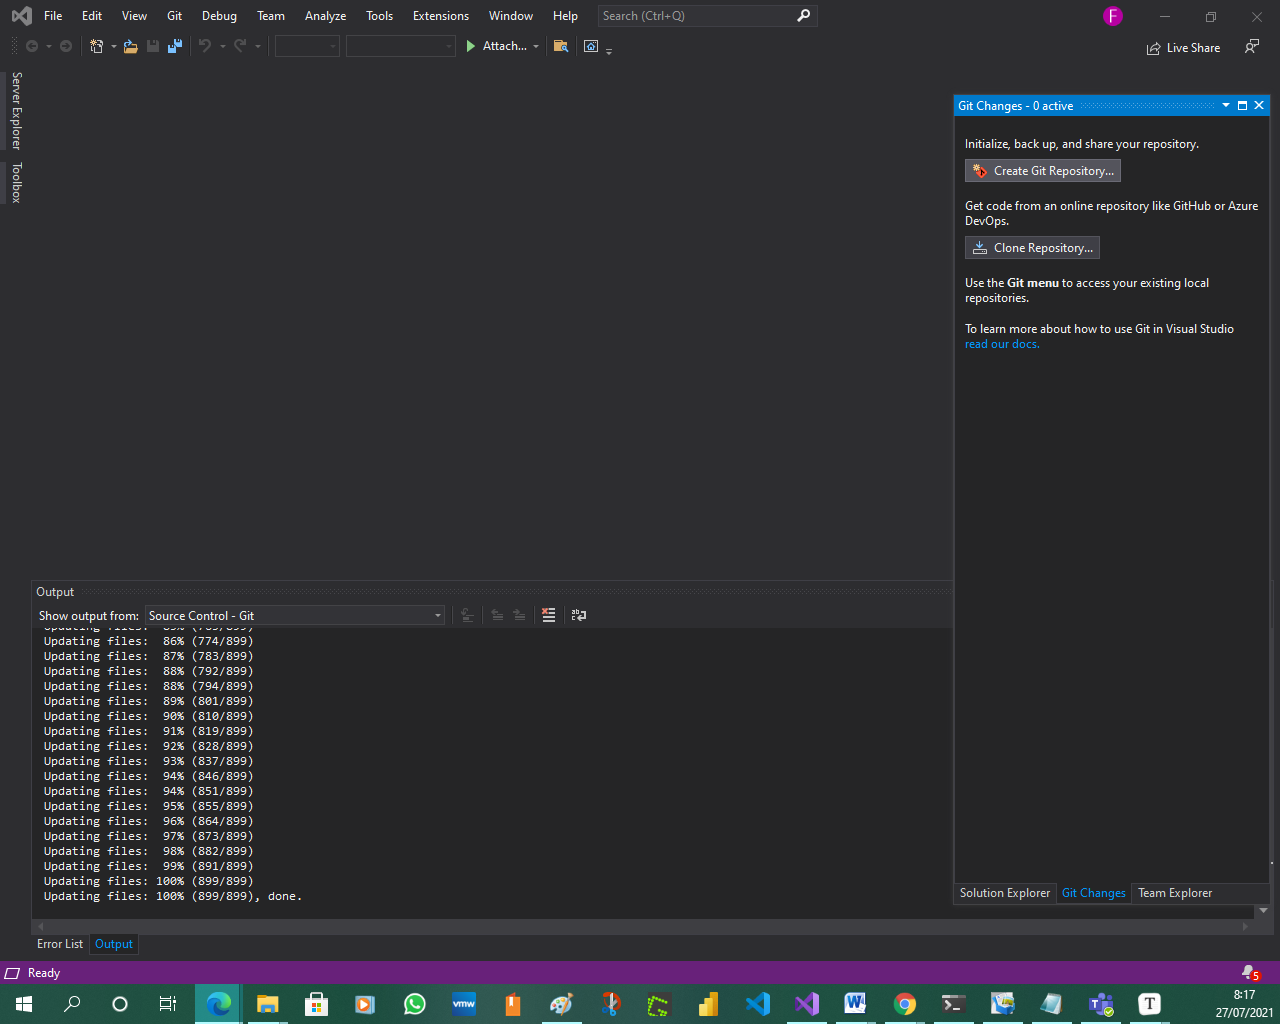 File Edit View Git Debug Team Analyze Tools Extensions Window Help Search (Ctrl+Q) F
Attach... Live Share
Server Explorer
Toolbox
Git Changes - 0 active
Initialize, back up, and share your repository.
Create Git Repository...
Get code from an online repository like GitHub or Azure
DevOps.
Clone Repository...
Use the Git menu to access your existing local
repositories.
To learn more about how to use Git in Visual Studio
read our docs.
Solution Explorer Git Changes Team Explorer
Output
Show output from: Source Control - Git
Updating files: 85% (765/899)
Updating files: 86% (774/899)
Updating files: 87% (783/899)
Updating files: 88% (792/899)
Updating files: 88% (794/899)
Updating files: 89% (801/899)
Updating files: 90% (810/899)
Updating files: 91% (819/899)
Updating files: 92% (828/899)
Updating files: 93% (837/899)
Updating files: 94% (846/899)
Updating files: 94% (851/899)
Updating files: 95% (855/899)
Updating files: 96% (864/899)
Updating files: 97% (873/899)
Updating files: 98% (882/899)
Updating files: 99% (891/899)
Updating files: 100% (899/899)
Updating files: 100% (899/899), done.
Error List Output
Ready 5
vmw W T
8:17
27/07/2021